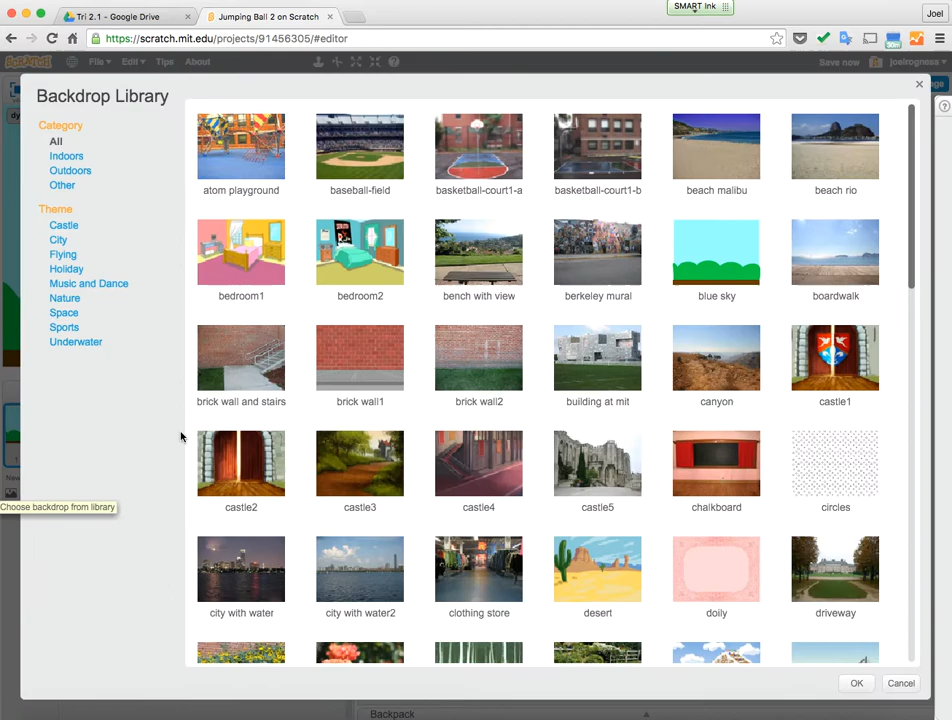 SMART Ink
Tri 2.1 - Google Drive
Jumping Ball 2 on Scratch
Joel
https://scratch.mit.edu/projects/91456305/#editor
30m
SCRATCH
File
Edit
Tips
About
Save now
joelrogness
Backdrop Library
Category
All
Indoors
Outdoors
Other
Theme
Castle
City
Flying
Holiday
Music and Dance
Nature
Space
Sports
Underwater
atom playground
baseball-field
basketball-court1-a
basketball-court1-b
beach malibu
beach rio
bedroom1
bedroom2
bench with view
berkeley mural
blue sky
boardwalk
brick wall and stairs
brick wall1
brick wall2
building at mit
canyon
castle1
castle2
castle3
castle4
castle5
chalkboard
circles
city with water
city with water2
clothing store
desert
doily
driveway
Choose backdrop from library
OK
Cancel
Backpack